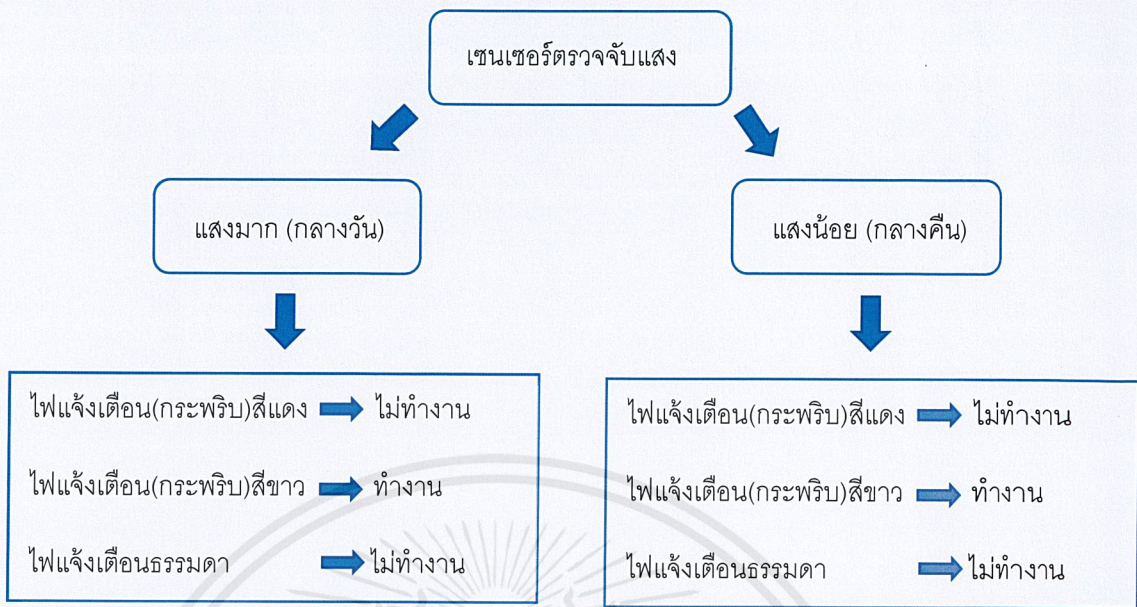 เซนเซอร์ตรวจจับแสง
แสงมาก (กลางวัน)
แสงน้อย (กลางคืน)
ไฟแจ้งเตือน(กระพริบ)สีแดง ไม่ทำงาน
ไฟแจ้งเตือน(กระพริบ)สีขาว ทำงาน
ไฟแจ้งเตือนธรรมดา ไม่ทำงาน
ไฟแจ้งเตือน(กระพริบ)สีแดง ไม่ทำงาน
ไฟแจ้งเตือน(กระพริบ)สีขาว ทำงาน
ไฟแจ้งเตือนธรรมดา ไม่ทำงาน